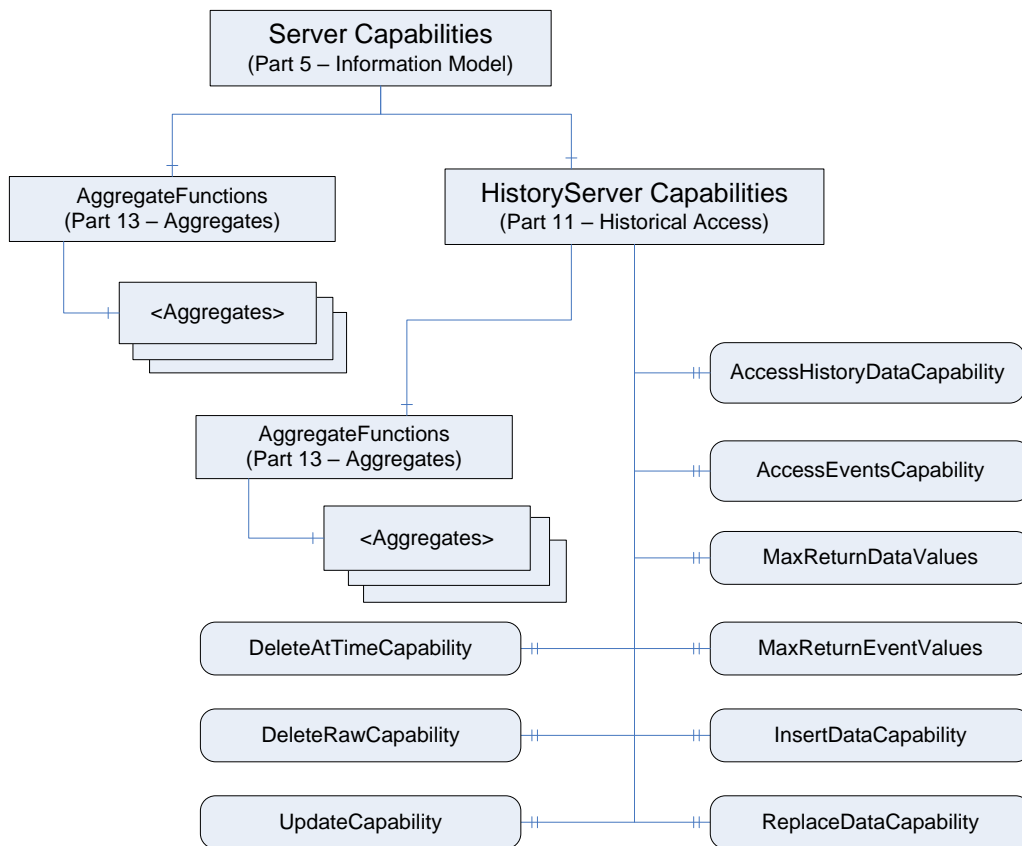 Server Capabilities
(Part 5 – Information Model)
AggregateFunctions
(Part 13 – Aggregates)
HistoryServer Capabilities
(Part 11 – Historical Access)
<Aggregates>
AccessHistoryDataCapability
AggregateFunctions
(Part 13 – Aggregates)
AccessEventsCapability
<Aggregates>
MaxReturnDataValues
DeleteAtTimeCapability
MaxReturnEventValues
DeleteRawCapability
InsertDataCapability
UpdateCapability
ReplaceDataCapability